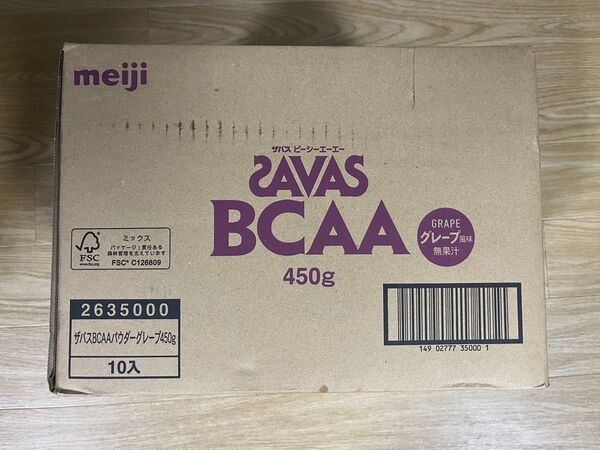 meiji
ザバス ビーシーエーエー
SAVAS
BCAA
450g
GRAPE
グレープ風味
無果汁
FSC
www.fsc.org
ミックス
パッケージ | 責任ある
森林管理を支えています
FSC® C126809
2635000
ザバスBCAAパウダーグレープ450g
10入
149 02777 35000 1